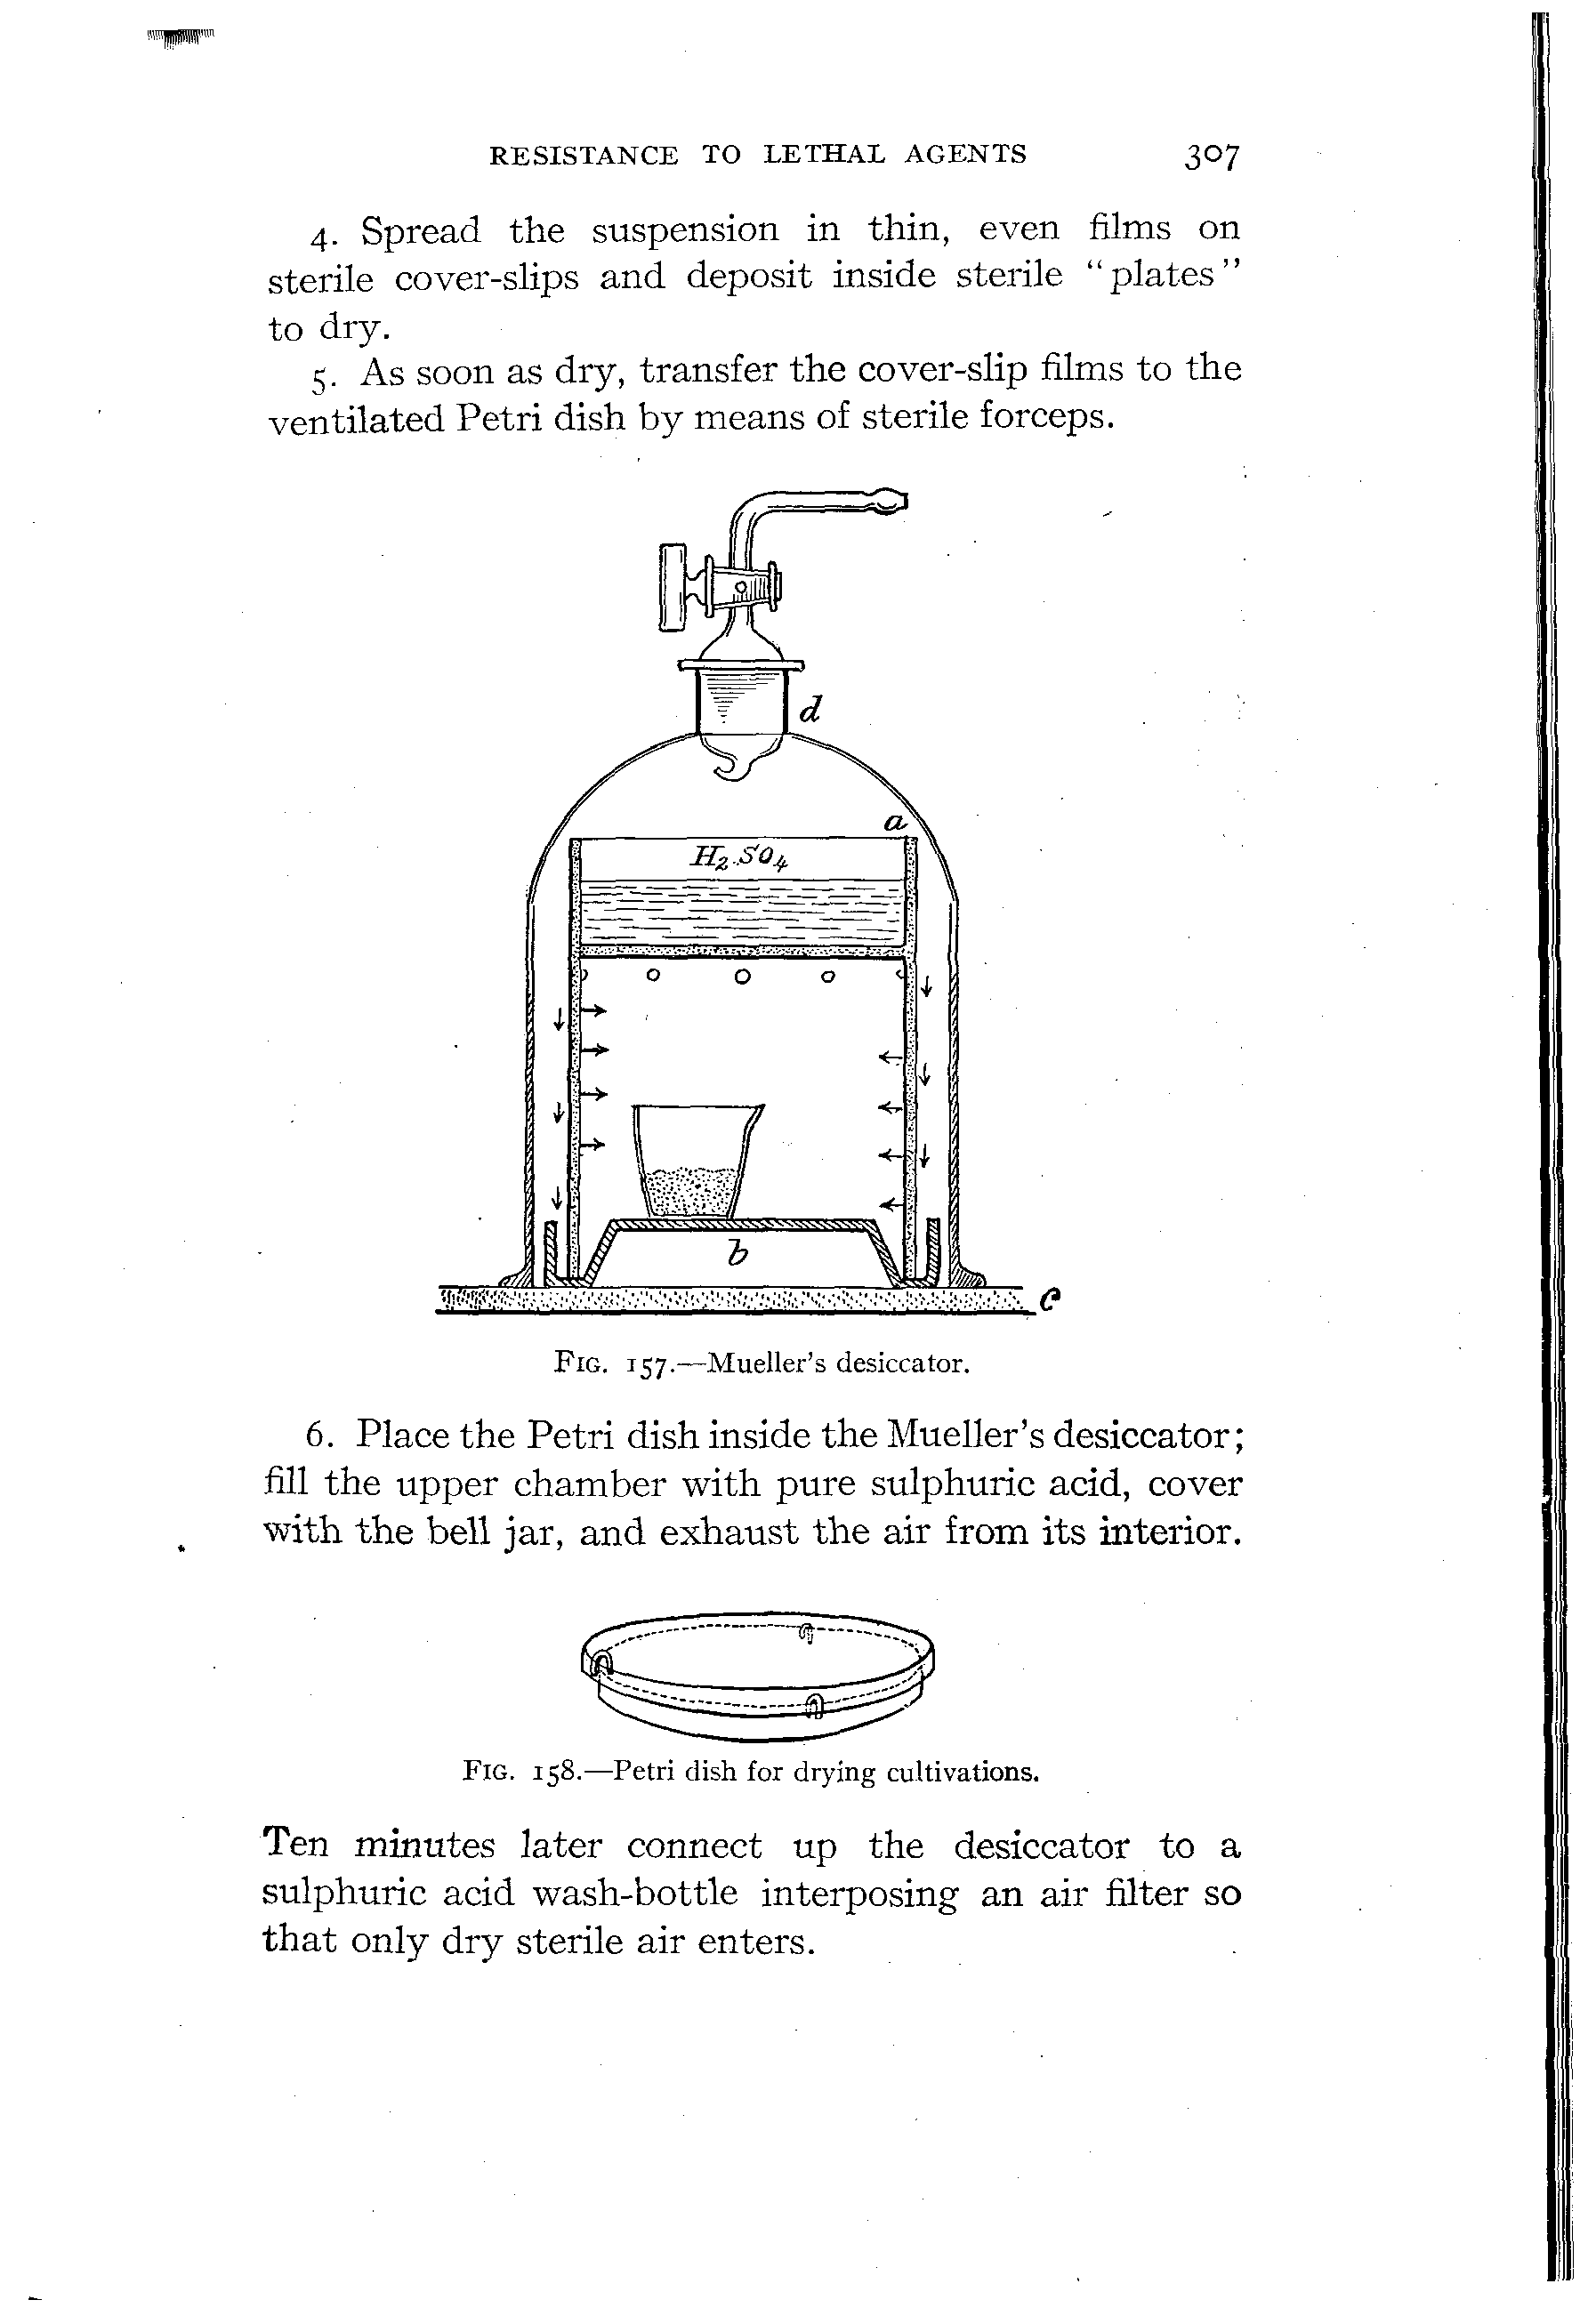 RESISTANCE TO LETHAL AGENTS 307
4. Spread the suspension in thin, even films on
sterile cover-slips and deposit inside sterile "plates"
to dry.
5. As soon as dry, transfer the cover-slip films to the
ventilated Petri dish by means of sterile forceps.
d
a
H2.SO4
b
c
FIG. 157.—Mueller's desiccator.
6. Place the Petri dish inside the Mueller's desiccator;
fill the upper chamber with pure sulphuric acid, cover
with the bell jar, and exhaust the air from its interior.
FIG. 158.—Petri dish for drying cultivations.
Ten minutes later connect up the desiccator to a
sulphuric acid wash-bottle interposing an air filter so
that only dry sterile air enters.